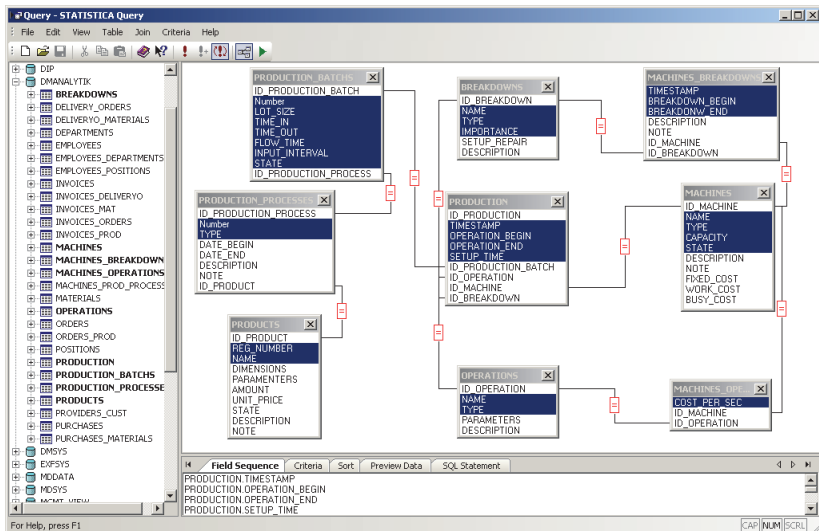 Query - STATISTICA Query
File Edit View Table Join Criteria Help
DIP
DMANALYTIK
BREAKDOWNS
DELIVERY_ORDERS
DELIVERYO_MATERIALS
DEPARTMENTS
EMPLOYEES
EMPLOYEES_DEPARTMENTS
EMPLOYEES_POSITIONS
INVOICES
INVOICES_DELIVERYO
INVOICES_MAT
INVOICES_ORDERS
INVOICES_PROD
MACHINES
MACHINES_BREAKDOWN
MACHINES_OPERATIONS
MACHINES_PROD_PROCESS
MATERIALS
OPERATIONS
ORDERS
ORDERS_PROD
POSITIONS
PRODUCTION
PRODUCTION_BATCHS
PRODUCTION_PROCESSE
PRODUCTS
PROVIDERS_CUST
PURCHASES
PURCHASES_MATERIALS
DMSYS
EXFSYS
MDDATA
MDSYS
MGMT_VIEW
PRODUCTION_BATCHS
ID_PRODUCTION_BATCH
Number
LOT_SIZE
TIME_IN
TIME_OUT
FLOW_TIME
INPUT_INTERVAL
STATE
ID_PRODUCTION_PROCESS
PRODUCTION_PROCESSES
ID_PRODUCTION_PROCESS
Number
TYPE
DATE_BEGIN
DATE_END
DESCRIPTION
NOTE
ID_PRODUCT
PRODUCTS
ID_PRODUCT
REG_NUMBER
NAME
DIMENSIONS
PARAMENTERS
AMOUNT
UNIT_PRICE
STATE
DESCRIPTION
NOTE
BREAKDOWNS
ID_BREAKDOWN
NAME
TYPE
IMPORTANCE
SETUP_REPAIR
DESCRIPTION
PRODUCTION
ID_PRODUCTION
TIMESTAMP
OPERATION_BEGIN
OPERATION_END
SETUP_TIME
ID_PRODUCTION_BATCH
ID_OPERATION
ID_MACHINE
ID_BREAKDOWN
OPERATIONS
ID_OPERATION
NAME
TYPE
PARAMETERS
DESCRIPTION
MACHINES_BREAKDOWNS
TIMESTAMP
BREAKDOWN_BEGIN
BREAKDONW_END
DESCRIPTION
NOTE
ID_MACHINE
ID_BREAKDOWN
MACHINES
ID_MACHINE
NAME
TYPE
CAPACITY
STATE
DESCRIPTION
NOTE
FIXED_COST
WORK_COST
BUSY_COST
MACHINES_OPE...
COST_PER_SEC
ID_MACHINE
ID_OPERATION
Field Sequence Criteria Sort Preview Data SQL Statement
PRODUCTION.TIMESTAMP
PRODUCTION.OPERATION_BEGIN
PRODUCTION.OPERATION_END
PRODUCTION.SETUP_TIME
For Help, press F1
CAP NUM SCRL